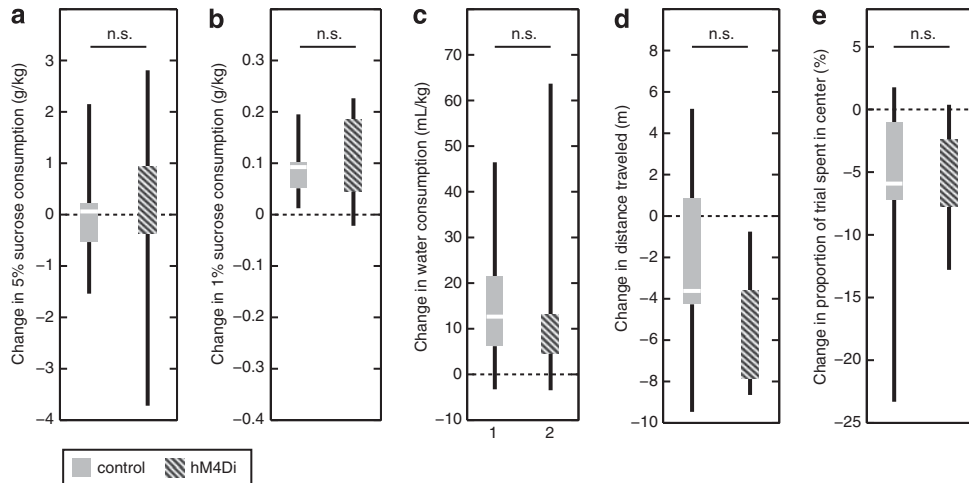 a
b
c
d
e
n.s.
n.s.
n.s.
n.s.
n.s.
Change in 5% sucrose consumption (g/kg)
4
3
2
1
0
−1
−2
−3
−4
Change in 1% sucrose consumption (g/kg)
0.3
0.2
0.1
0
−0.1
−0.2
−0.3
−0.4
Change in water consumption (mL/kg)
70
60
50
40
30
20
10
0
−10
1
2
Change in distance traveled (m)
8
6
4
2
0
−2
−4
−6
−8
−10
Change in proportion of trial spent in center (%)
5
−0
−5
−10
−15
−20
−25
control
hM4Di